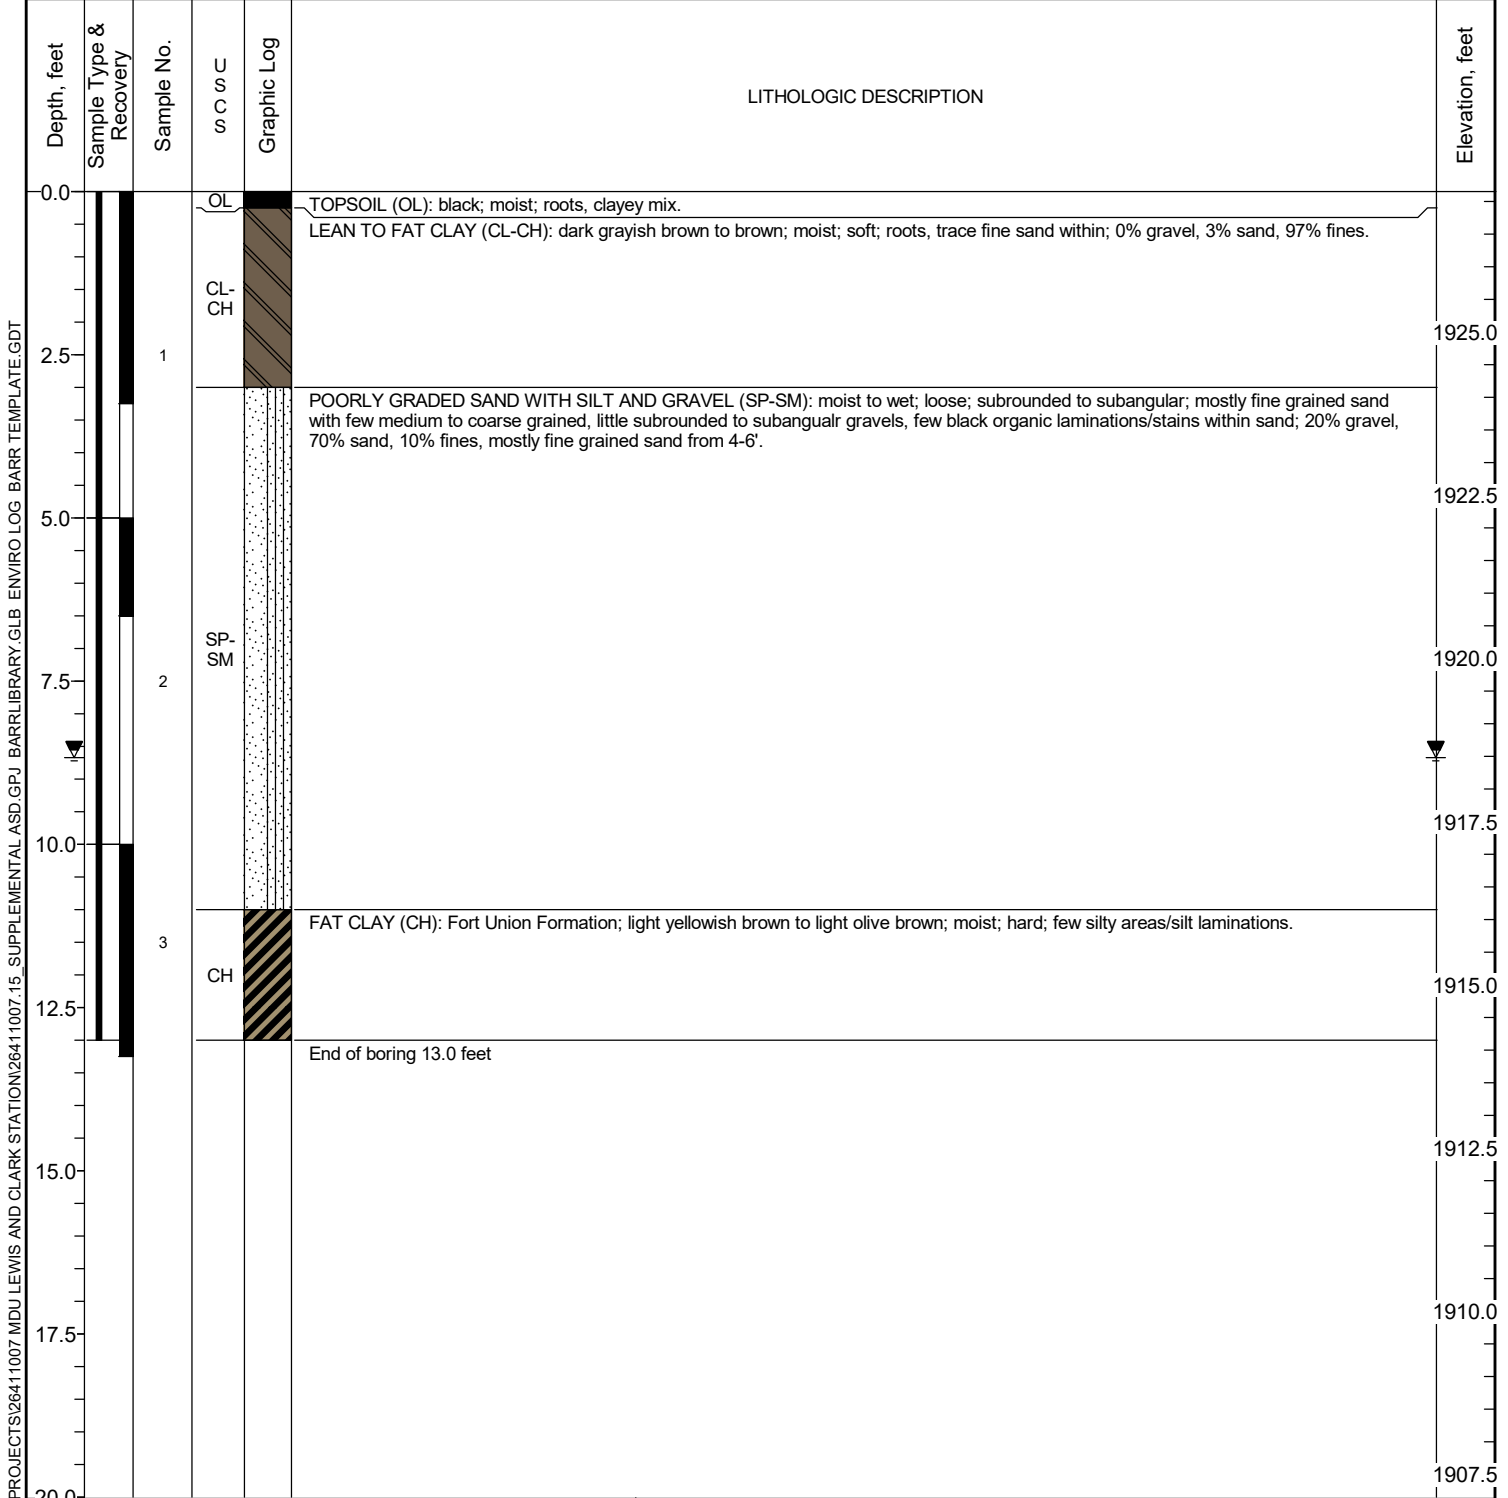 Depth, feet
Sample Type &
Recovery
Sample No.
U
S
C
S
Graphic Log
LITHOLOGIC DESCRIPTION
Elevation, feet
0.0
OL
TOPSOIL (OL): black; moist; roots, clayey mix.
LEAN TO FAT CLAY (CL-CH): dark grayish brown to brown; moist; soft; roots, trace fine sand within; 0% gravel, 3% sand, 97% fines.
CL-
CH
1925.0
2.5
1
POORLY GRADED SAND WITH SILT AND GRAVEL (SP-SM): moist to wet; loose; subrounded to subangular; mostly fine grained sand
with few medium to coarse grained, little subrounded to subangualr gravels, few black organic laminations/stains within sand; 20% gravel,
70% sand, 10% fines, mostly fine grained sand from 4-6'.
1922.5
5.0
SP-
SM
1920.0
7.5
2
1917.5
10.0
FAT CLAY (CH): Fort Union Formation; light yellowish brown to light olive brown; moist; hard; few silty areas/silt laminations.
3
CH
1915.0
12.5
End of boring 13.0 feet
1912.5
15.0
1910.0
17.5
1907.5
20.0
PROJECTS\26411007 MDU LEWIS AND CLARK STATION\26411007.15_SUPPLEMENTAL ASD.GPJ BARRLIBRARY.GLB ENVIRO LOG BARR TEMPLATE.GDT